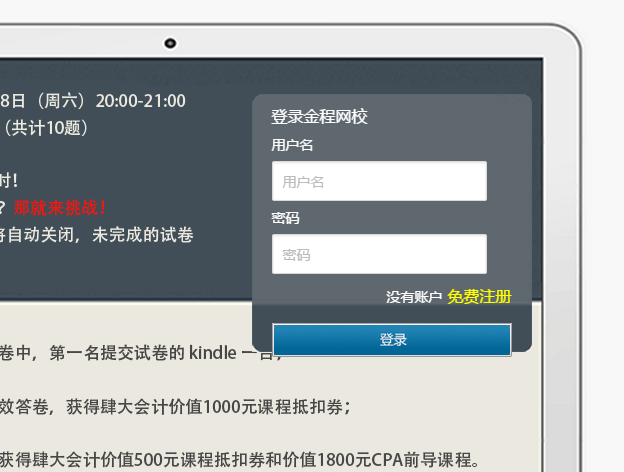 8日（周六）20:00-21:00
（共计10题）
时！
？那就来挑战！
将自动关闭，未完成的试卷
登录金程网校
用户名
用户名
密码
密码
没有账户 免费注册
登录
卷中，第一名提交试卷的 kindle 一台，
效答卷，获得肆大会计价值1000元课程抵扣券；
获得肆大会计价值500元课程抵扣券和价值1800元CPA前导课程。